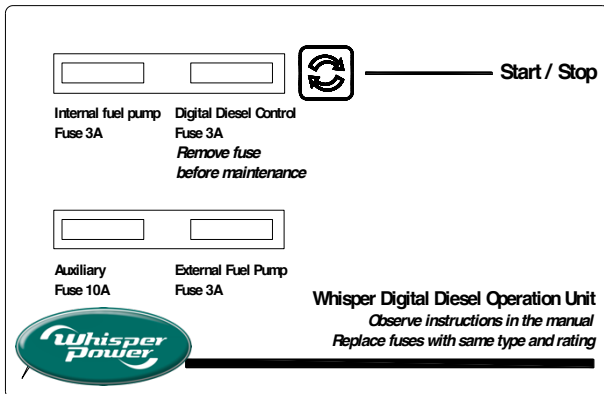 Start / Stop
Internal fuel pump Digital Diesel Control
Fuse 3A Fuse 3A
Remove fuse
before maintenance
Auxiliary External Fuel Pump
Fuse 10A Fuse 3A
Whisper Digital Diesel Operation Unit
Observe instructions in the manual
Replace fuses with same type and rating
Whisper
Power